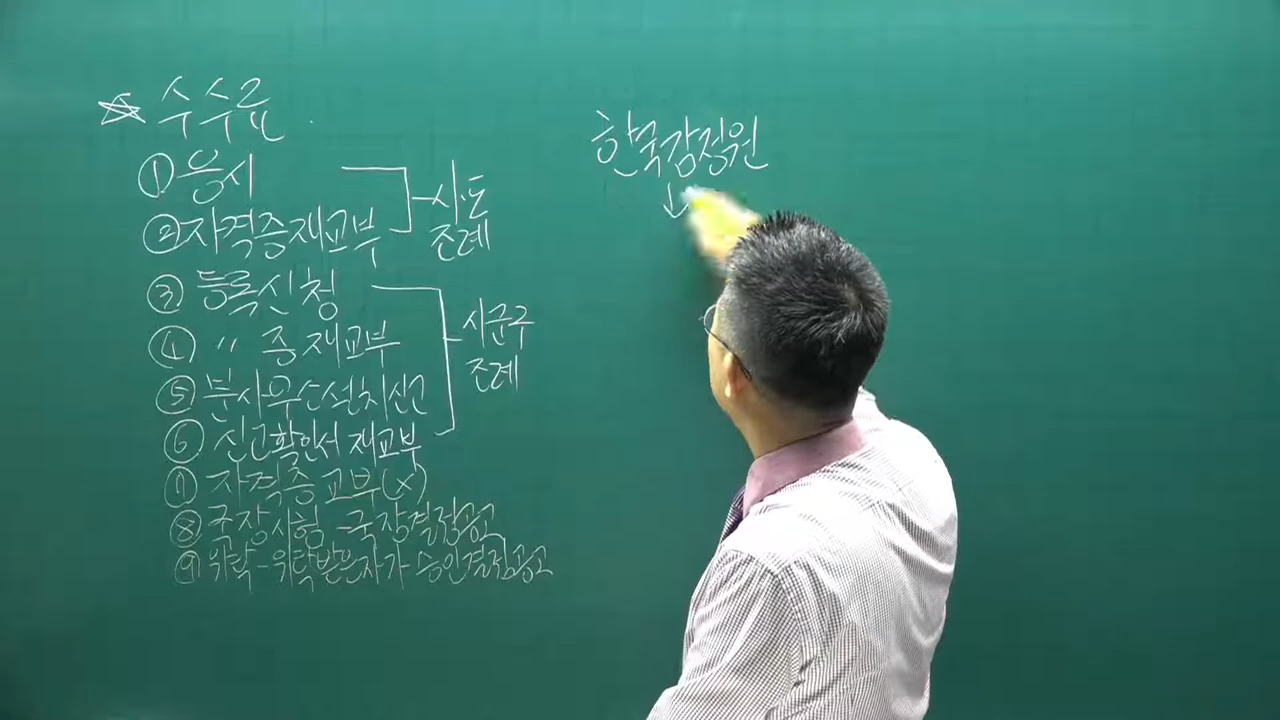 ☆ 수수료
① 응시
② 자격증재교부
시·도
조례
③ 등록신청
④ 〃 증재교부
⑤ 분사무소설치신고
⑥ 신고확인서 재교부
시군구
조례
⑦ 자격증교부(x)
⑧ 국장시험 - 국장결정공고
⑨ 위탁 - 위탁받은자가 승인결정공고
한국감정원
↓